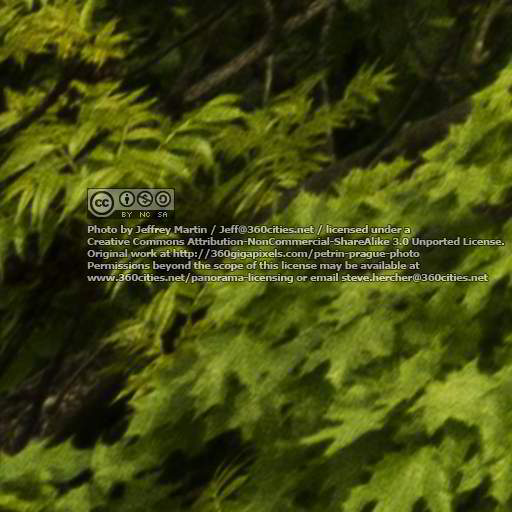 cc
BY NC SA
Photo by Jeffrey Martin / Jeff@360cities.net / licensed under a
Creative Commons Attribution-NonCommercial-ShareAlike 3.0 Unported License.
Original work at http://360gigapixels.com/petrin-prague-photo
Permissions beyond the scope of this license may be available at
www.360cities.net/panorama-licensing or email steve.hercher@360cities.net